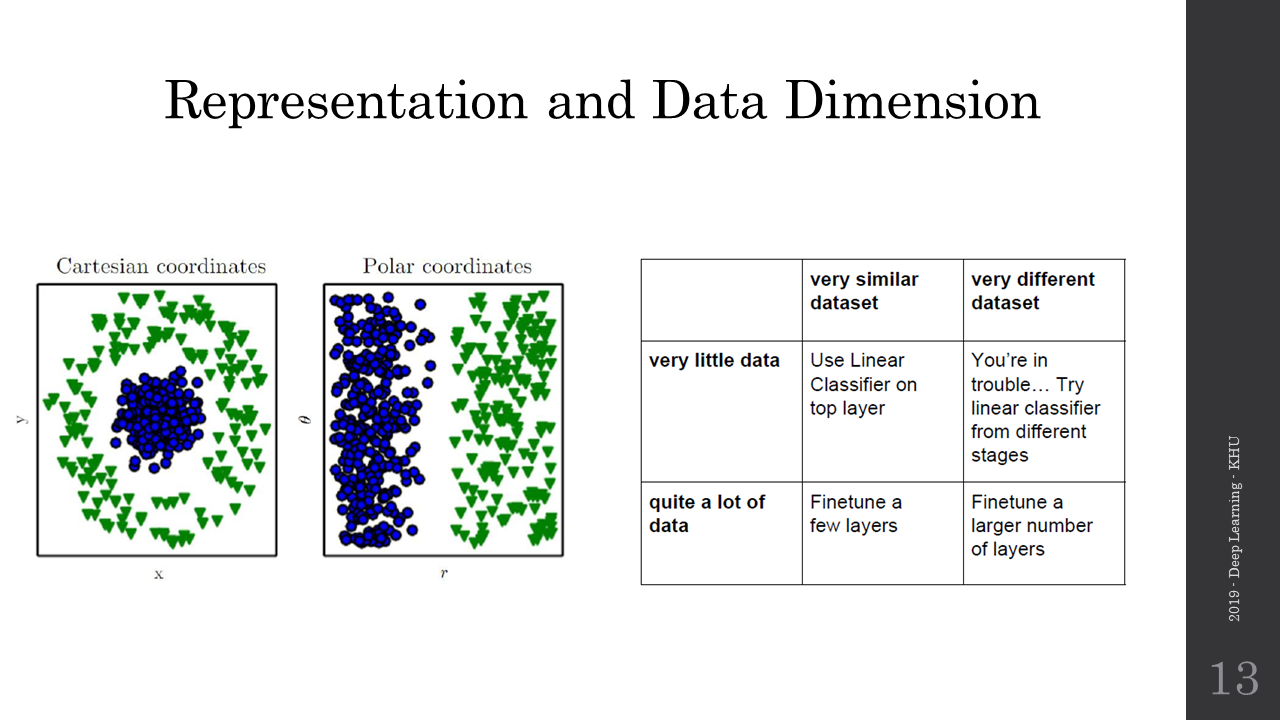 Representation and Data Dimension
Cartesian coordinates
y
x
Polar coordinates
θ
r
very similar
dataset
very different
dataset
very little data
Use Linear
Classifier on
top layer
You’re in
trouble… Try
linear classifier
from different
stages
quite a lot of
data
Finetune a
few layers
Finetune a
larger number
of layers
2019 - Deep Learning - KHU
13